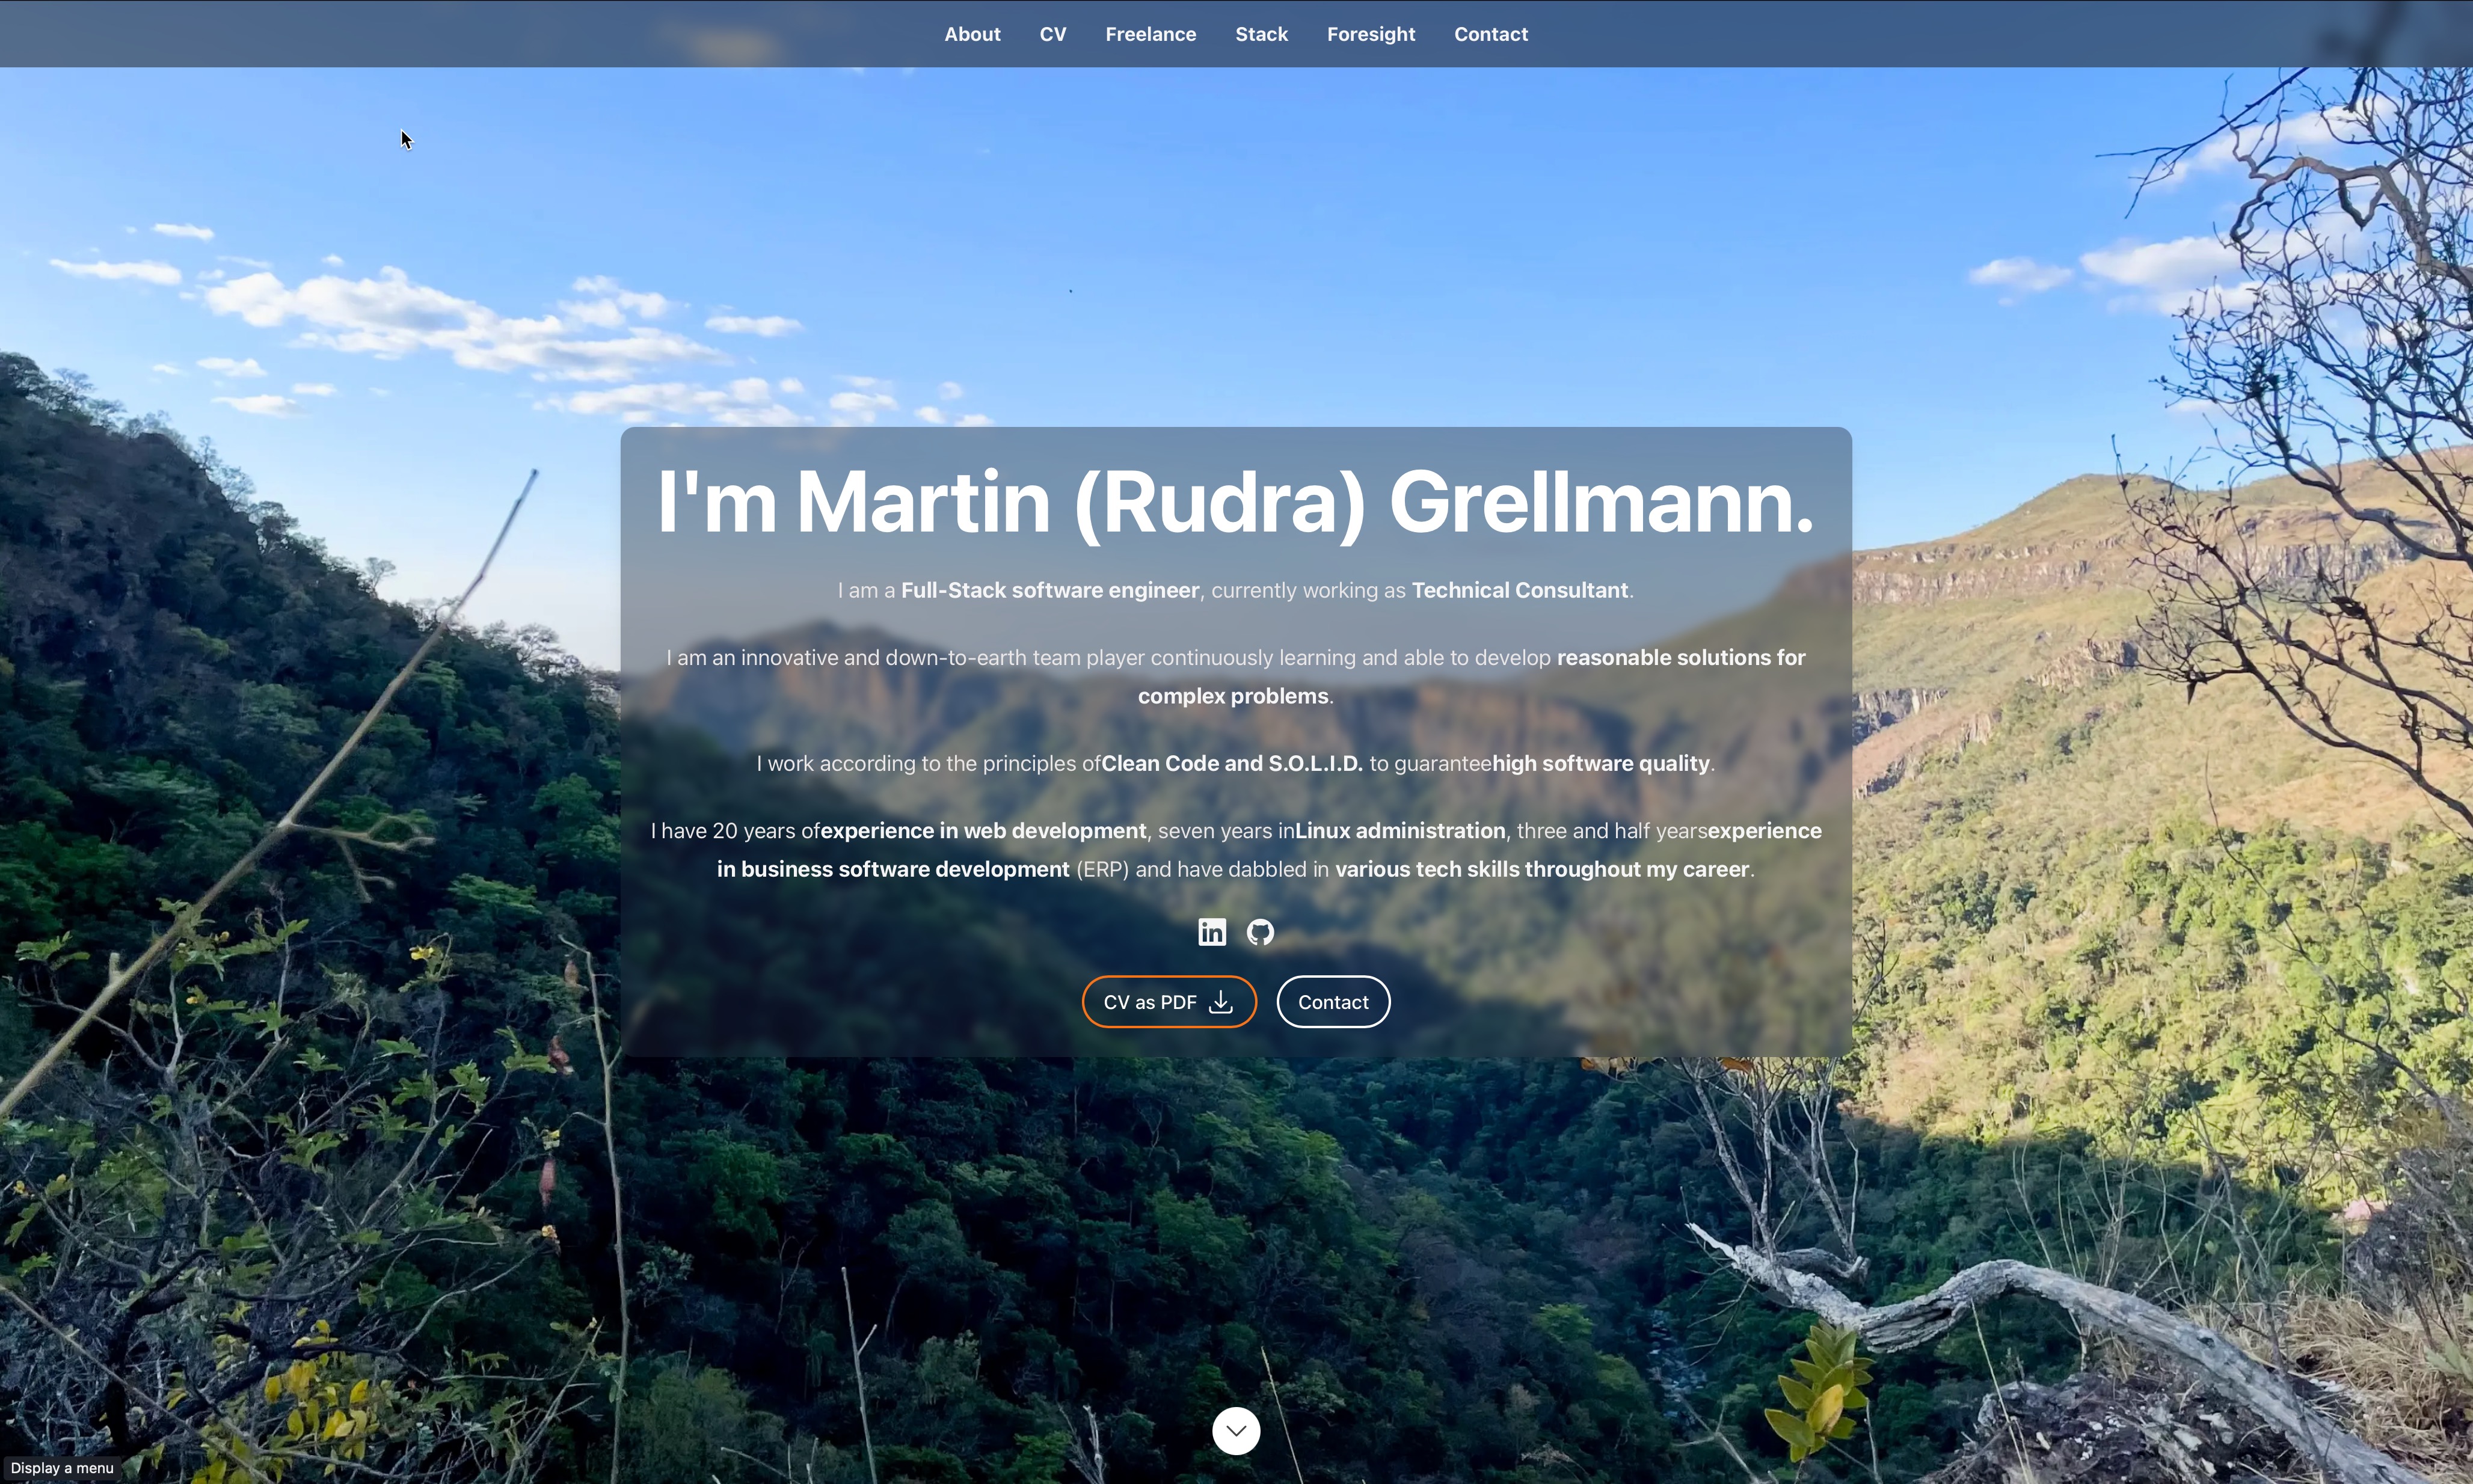 About CV Freelance Stack Foresight Contact
I'm Martin (Rudra) Grellmann.
I am a Full-Stack software engineer, currently working as Technical Consultant.
I am an innovative and down-to-earth team player continuously learning and able to develop reasonable solutions for
complex problems.
I work according to the principles ofClean Code and S.O.L.I.D. to guaranteehigh software quality.
I have 20 years ofexperience in web development, seven years inLinux administration, three and half yearsexperience
in business software development (ERP) and have dabbled in various tech skills throughout my career.
in
CV as PDF Contact
Display a menu